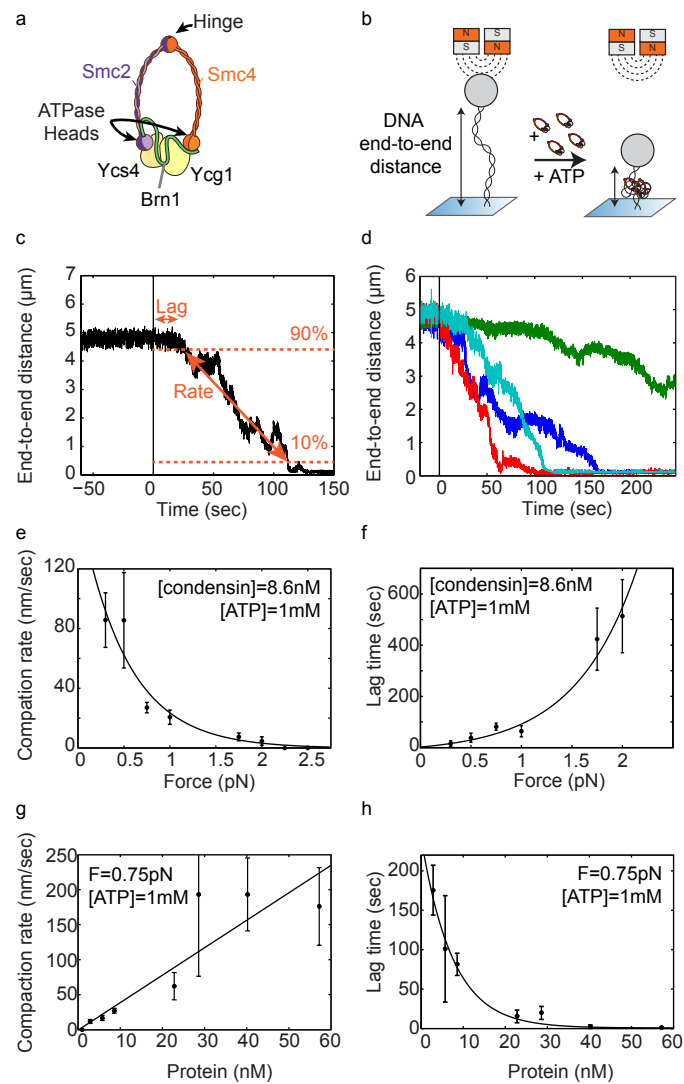 a
Hinge
Smc2
Smc4
ATPase
Heads
Ycs4
Ycg1
Brn1
b
N
S
S
N
N
S
S
N
DNA
end-to-end
distance
+
+ ATP
c
End-to-end distance (µm)
7
6
5
4
3
2
1
0
Lag
90%
Rate
10%
−50
0
50
100
150
Time (sec)
d
End-to-end distance (µm)
6
5
4
3
2
1
0
50
100
150
200
Time (sec)
e
Compation rate (nm/sec)
120
80
40
0
[condensin]=8.6nM
[ATP]=1mM
0.5
1.0
1.5
2.0
2.5
Force (pN)
f
Lag time (sec)
600
400
200
0
[condensin]=8.6nM
[ATP]=1mM
0
0.5
1
1.5
2
Force (pN)
g
Compaction rate (nm/sec)
250
200
150
100
50
0
F=0.75pN
[ATP]=1mM
0
10
20
30
40
50
60
Protein (nM)
h
Lag time (sec)
200
150
100
50
0
F=0.75pN
[ATP]=1mM
0
10
20
30
40
50
60
Protein (nM)